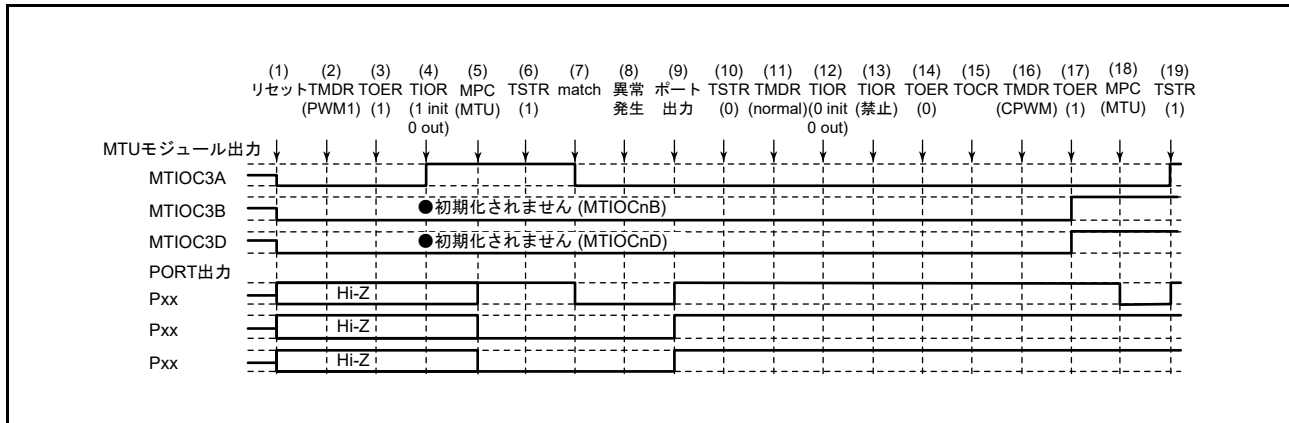 (1) (2) (3) (4) (5) (6) (7) (8) (9) (10) (11) (12) (13) (14) (15) (16) (17) (18) (19)
リセット TMDR TOER TIOR MPC TSTR match 異常 ポート TSTR TMDR TIOR TIOR TOER TOCR TMDR TOER MPC TSTR
(PWM1) (1) (1 init (MTU) (1) 発生 出力 (0) (normal) (0 init (禁止) (0) (CPWM) (1) (MTU) (1)
0 out) 0 out)
MTUモジュール出力
MTIOC3A
MTIOC3B ●初期化されません (MTIOCnB)
MTIOC3D ●初期化されません (MTIOCnD)
PORT出力
Pxx Hi-Z
Pxx Hi-Z
Pxx Hi-Z